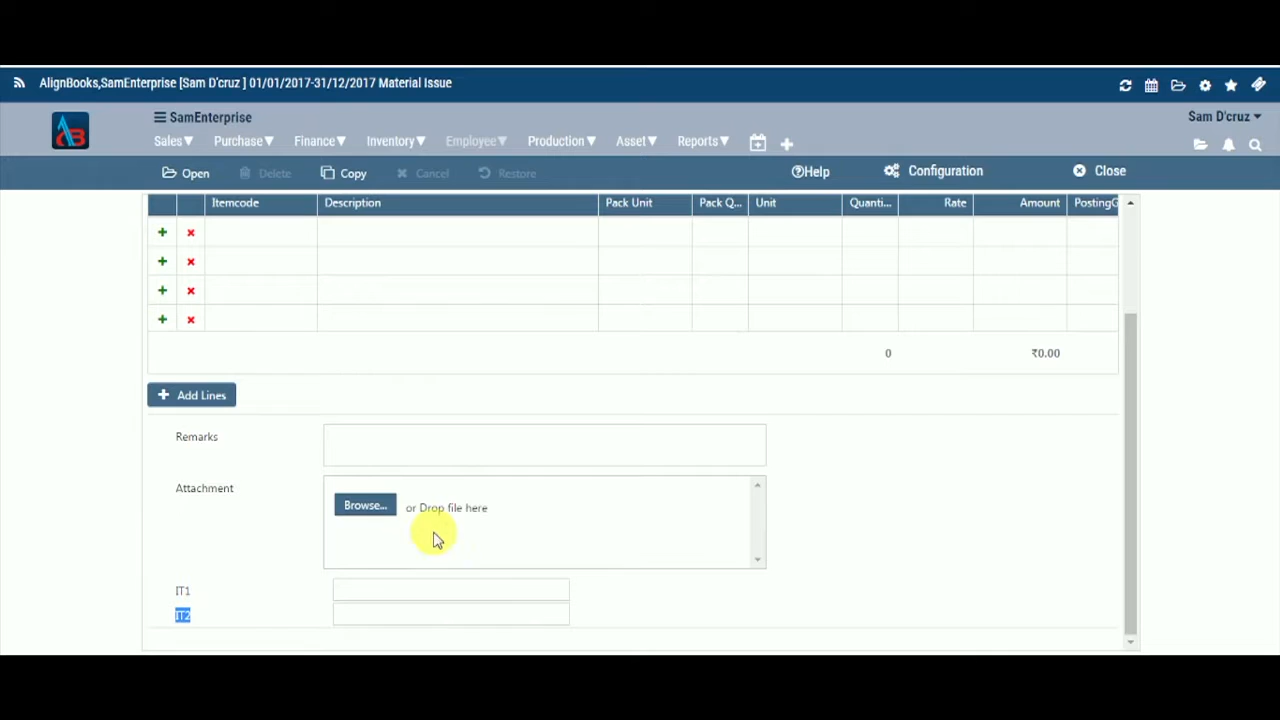 AlignBooks,SamEnterprise [Sam D'cruz ] 01/01/2017-31/12/2017 Material Issue
SamEnterprise
Sam D'cruz
Sales Purchase Finance Inventory Employee Production Asset Reports
Open Delete Copy Cancel Restore Help Configuration Close
Itemcode Description Pack Unit Pack Q... Unit Quanti... Rate Amount PostingG
0 ₹0.00
Add Lines
Remarks
Attachment
Browse... or Drop file here
IT1
IT2